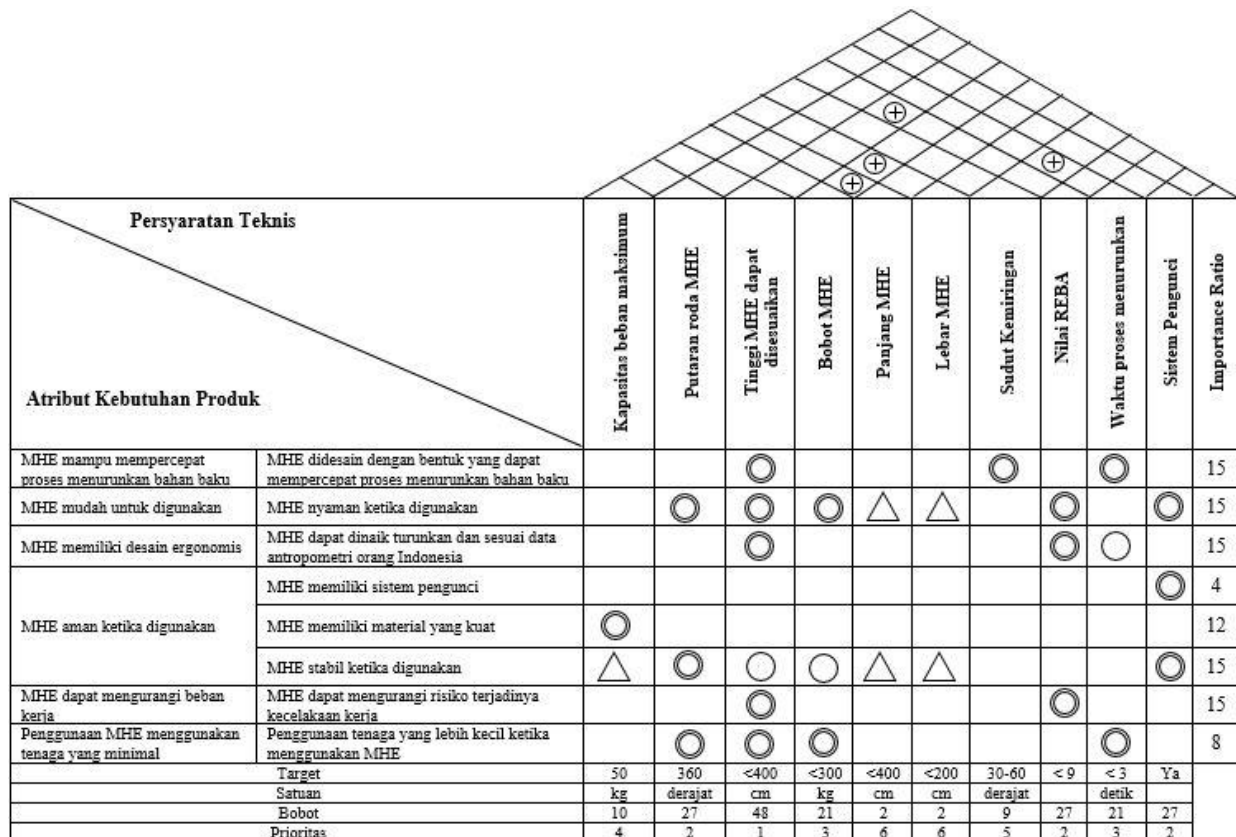 Persyaratan Teknis
Atribut Kebutuhan Produk
Kapasitas beban maksimum
Putaran roda MHE
Tinggi MHE dapat
disesuaikan
Bobot MHE
Panjang MHE
Lebar MHE
Sudut Kemiringan
Nilai REBA
Waktu proses menurunkan
Sistem Pengunci
Importance Ratio
MHE mampu mempercepat
proses menurunkan bahan baku
MHE didesain dengan bentuk yang dapat
mempercepat proses menurunkan bahan baku
15
MHE mudah untuk digunakan
MHE nyaman ketika digunakan
15
MHE memiliki desain ergonomis
MHE dapat dinaik turunkan dan sesuai data
antropometri orang Indonesia
15
MHE aman ketika digunakan
MHE memiliki sistem pengunci
4
MHE memiliki material yang kuat
12
MHE stabil ketika digunakan
15
MHE dapat mengurangi beban
kerja
MHE dapat mengurangi risiko terjadinya
kecelakaan kerja
15
Penggunaan MHE menggunakan
tenaga yang minimal
Penggunaan tenaga yang lebih kecil ketika
menggunakan MHE
8
Target 50 360 <400 <300 <400 <200 30-60 < 9 < 3 Ya
Satuan kg derajat cm kg cm cm derajat detik
Bobot 10 27 48 21 2 2 9 27 21 27
Prioritas 4 2 1 3 6 6 5 2 3 2